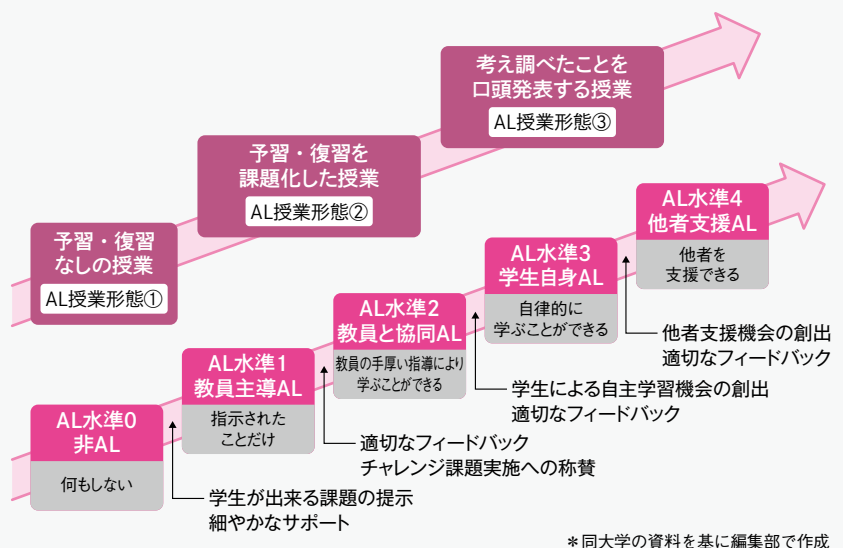 考え調べたことを
口頭発表する授業
AL授業形態③
予習・復習を
課題化した授業
AL授業形態②
予習・復習
なしの授業
AL授業形態①
AL水準4
他者支援AL
他者を
支援できる
AL水準3
学生自身AL
自律的に
学ぶことができる
AL水準2
教員と協同AL
教員の手厚い指導により
学ぶことができる
AL水準1
教員主導AL
指示された
ことだけ
AL水準0
非AL
何もしない
他者支援機会の創出
適切なフィードバック
学生による自主学習機会の創出
適切なフィードバック
適切なフィードバック
チャレンジ課題実施への称賛
学生が出来る課題の提示
細やかなサポート
＊同大学の資料を基に編集部で作成